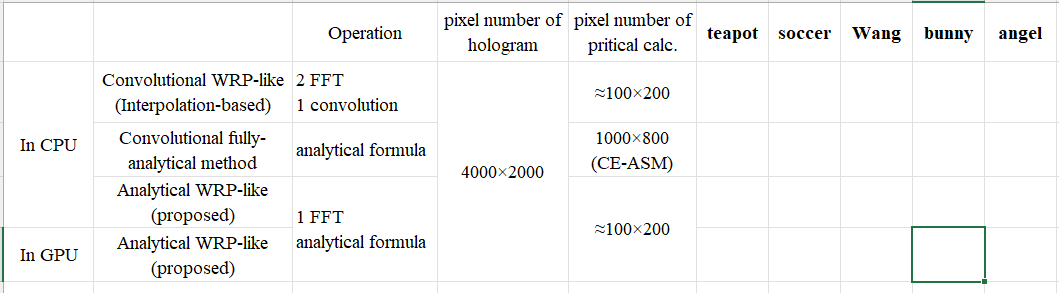 Operation
pixel number of
hologram
pixel number of
pritical calc.
teapot
soccer
Wang
bunny
angel
In CPU
Convolutional WRP-like
(Interpolation-based)
2 FFT
1 convolution
4000×2000
≈100×200
Convolutional fully-
analytical method
analytical formula
1000×800
(CE-ASM)
Analytical WRP-like
(proposed)
1 FFT
analytical formula
≈100×200
In GPU
Analytical WRP-like
(proposed)